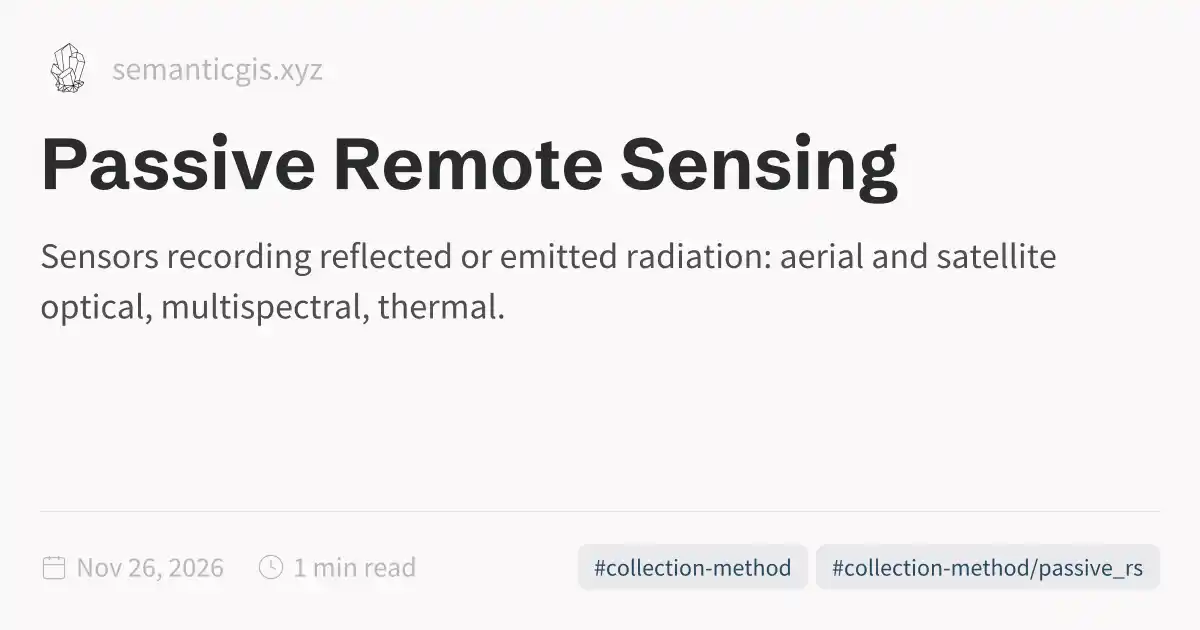 semanticgis.xyz
Passive Remote Sensing
Sensors recording reflected or emitted radiation: aerial and satellite
optical, multispectral, thermal.
Nov 26, 2026 1 min read #collection-method #collection-method/passive_rs